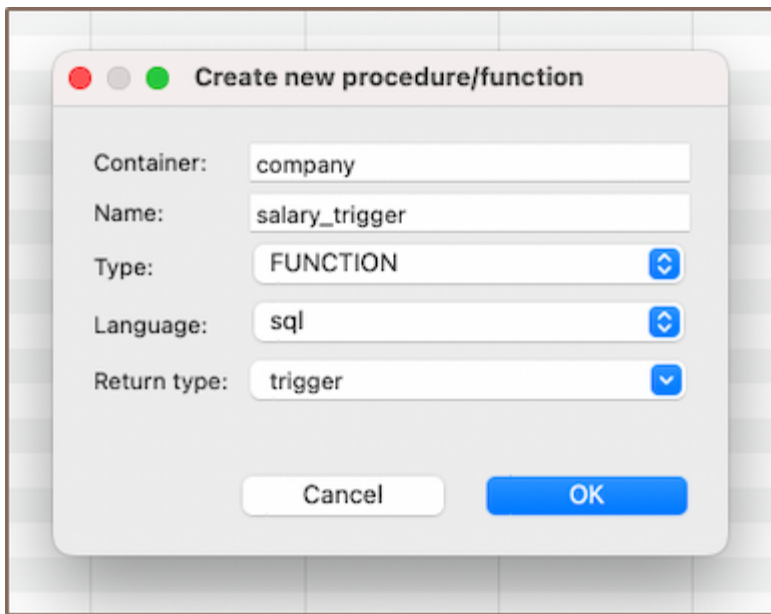 Create new procedure/function
Container: company
Name: salary_trigger
Type: FUNCTION
Language: sql
Return type: trigger
Cancel OK